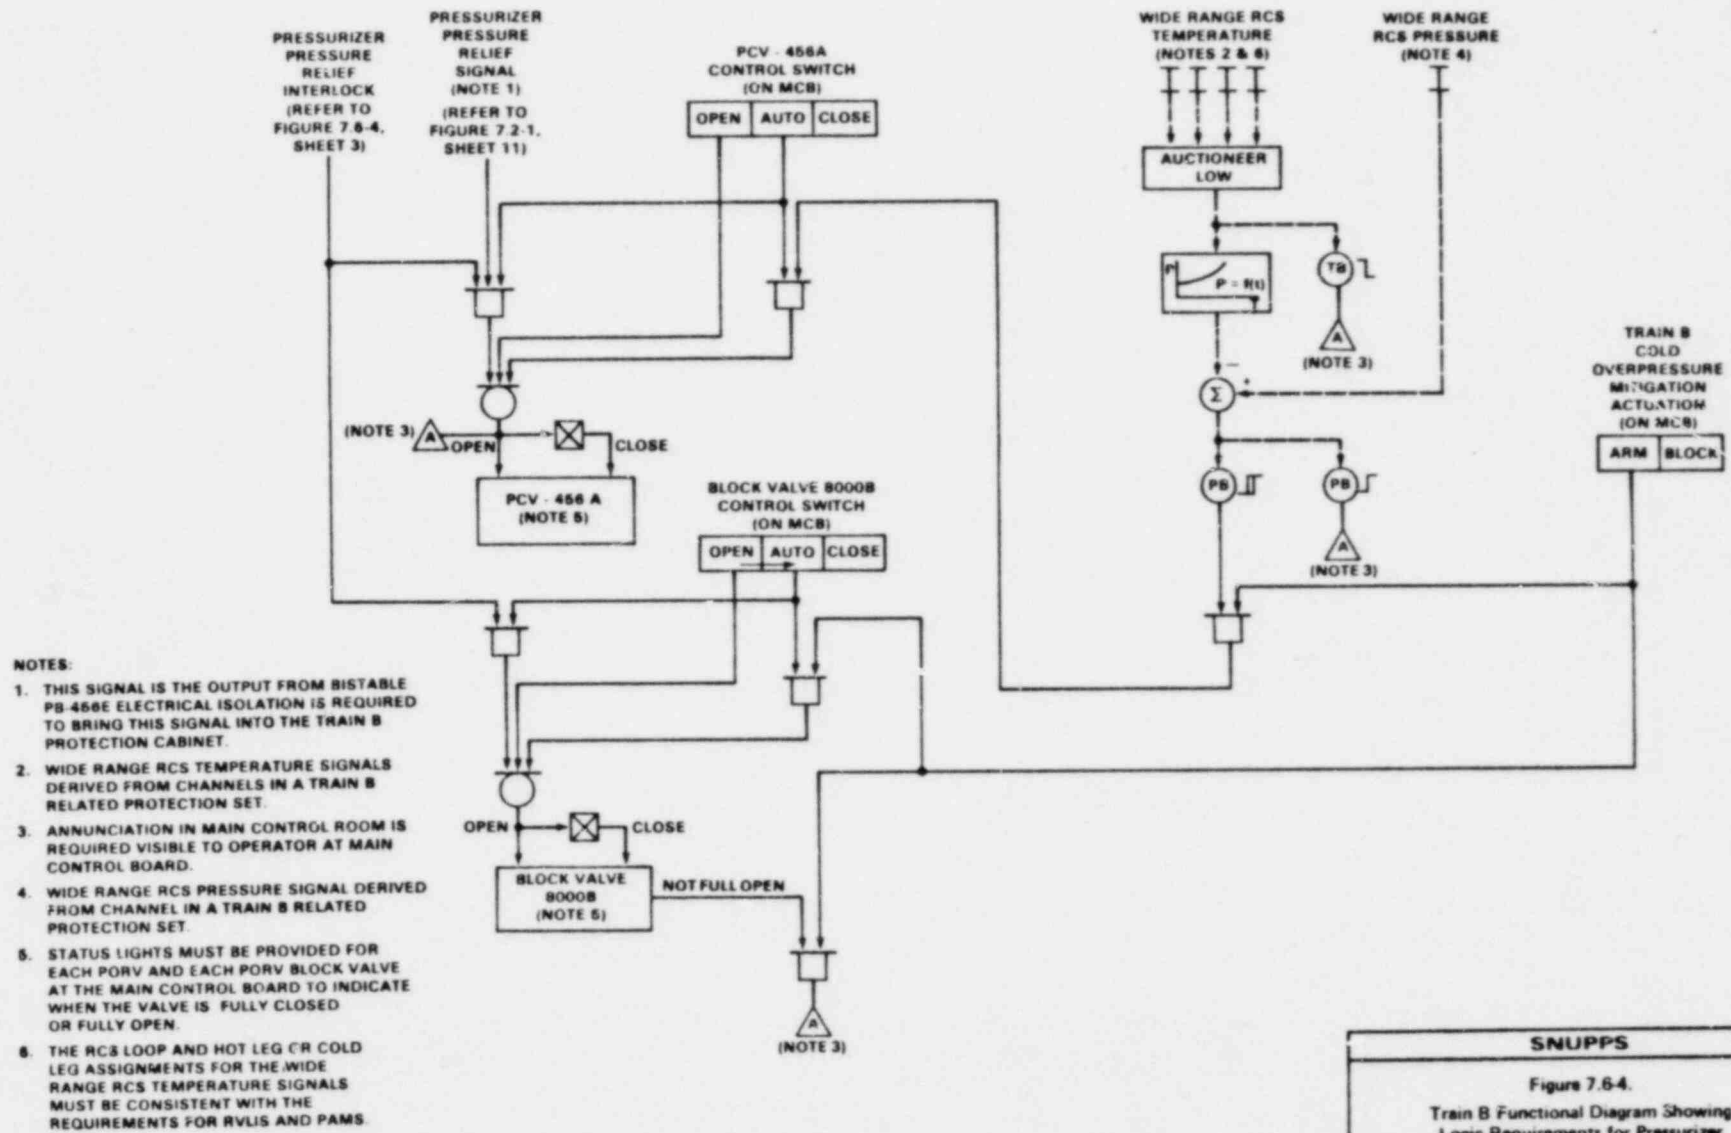 PRESSURIZER
PRESSURE
RELIEF
INTERLOCK
(REFER TO
FIGURE 7.6-4,
SHEET 3)
PRESSURIZER
PRESSURE
RELIEF
SIGNAL
(NOTE 1)
(REFER TO
FIGURE 7.2-1,
SHEET 11)
PCV - 456A
CONTROL SWITCH
(ON MCB)
OPEN AUTO CLOSE
WIDE RANGE RCS
TEMPERATURE
(NOTES 2 & 6)
WIDE RANGE
RCS PRESSURE
(NOTE 4)
AUCTIONEER
LOW
P
P = f(t)
TB
A
(NOTE 3)
−
+
Σ
PB
PB
A
(NOTE 3)
TRAIN B
COLD
OVERPRESSURE
MITIGATION
ACTUATION
(ON MCB)
ARM BLOCK
(NOTE 3) A OPEN CLOSE
PCV - 456 A
(NOTE 5)
BLOCK VALVE 8000B
CONTROL SWITCH
(ON MCB)
OPEN AUTO CLOSE
OPEN CLOSE
BLOCK VALVE
8000B
(NOTE 5)
NOT FULL OPEN
A
(NOTE 3)
NOTES:
1. THIS SIGNAL IS THE OUTPUT FROM BISTABLE
PB-456E ELECTRICAL ISOLATION IS REQUIRED
TO BRING THIS SIGNAL INTO THE TRAIN B
PROTECTION CABINET.
2. WIDE RANGE RCS TEMPERATURE SIGNALS
DERIVED FROM CHANNELS IN A TRAIN B
RELATED PROTECTION SET.
3. ANNUNCIATION IN MAIN CONTROL ROOM IS
REQUIRED VISIBLE TO OPERATOR AT MAIN
CONTROL BOARD.
4. WIDE RANGE RCS PRESSURE SIGNAL DERIVED
FROM CHANNEL IN A TRAIN B RELATED
PROTECTION SET.
5. STATUS LIGHTS MUST BE PROVIDED FOR
EACH PORV AND EACH PORV BLOCK VALVE
AT THE MAIN CONTROL BOARD TO INDICATE
WHEN THE VALVE IS FULLY CLOSED
OR FULLY OPEN.
6. THE RCS LOOP AND HOT LEG OR COLD
LEG ASSIGNMENTS FOR THE WIDE
RANGE RCS TEMPERATURE SIGNALS
MUST BE CONSISTENT WITH THE
REQUIREMENTS FOR RVLIS AND PAMS.
SNUPPS
Figure 7.6-4.
Train B Functional Diagram Showing
Logic Requirements for Pressurizer